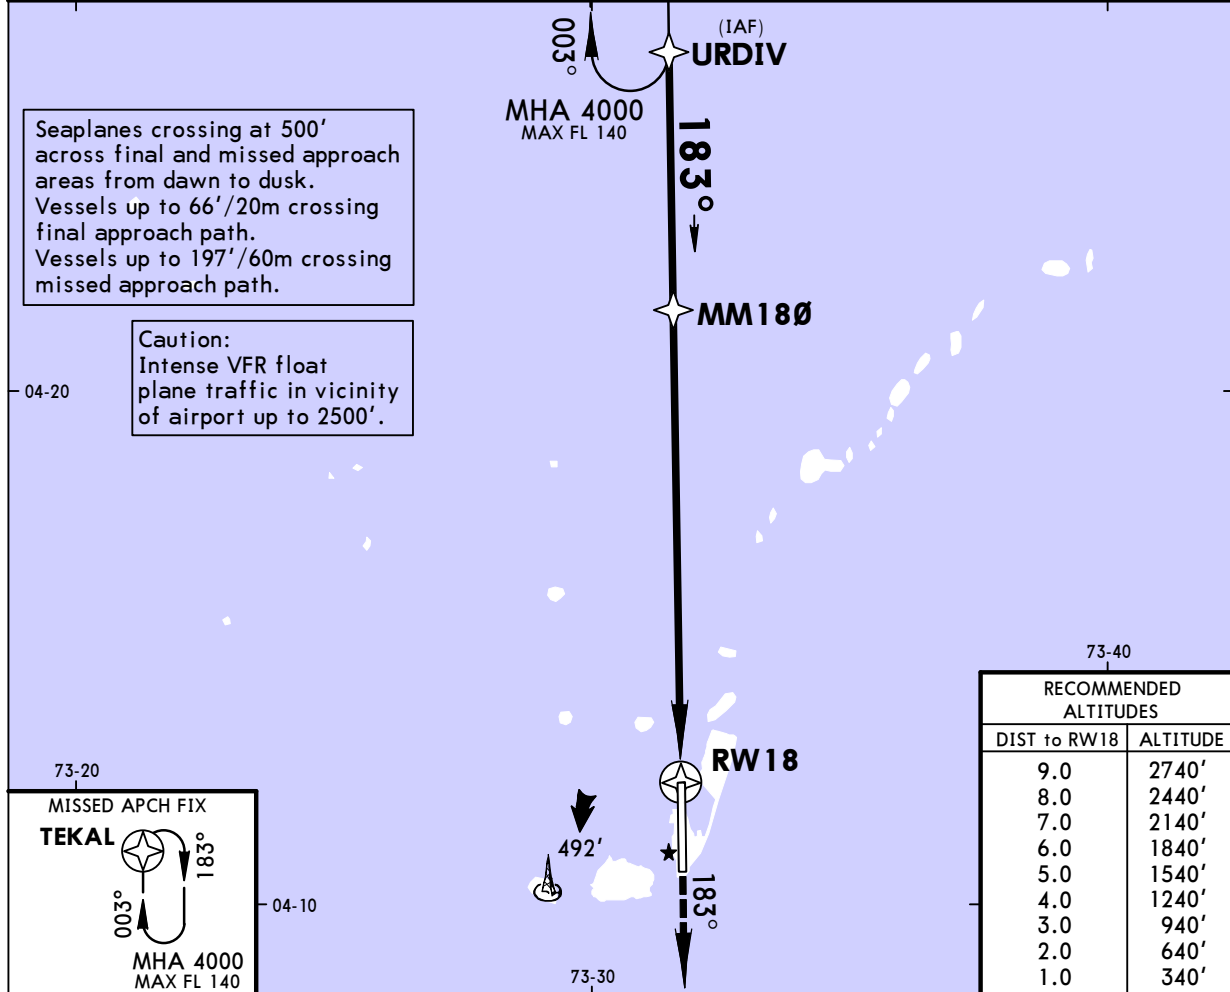 (IAF)
URDIV
003°
MHA 4000
MAX FL 140
183°
Seaplanes crossing at 500'
across final and missed approach
areas from dawn to dusk.
Vessels up to 66'/20m crossing
final approach path.
Vessels up to 197'/60m crossing
missed approach path.
MM18Ø
Caution:
Intense VFR float
plane traffic in vicinity
of airport up to 2500'.
04-20
73-40
RECOMMENDED
ALTITUDES
DIST to RW18 ALTITUDE
9.0 2740'
8.0 2440'
7.0 2140'
6.0 1840'
5.0 1540'
4.0 1240'
3.0 940'
2.0 640'
1.0 340'
RW18
73-20
MISSED APCH FIX
TEKAL
183°
003°
MHA 4000
MAX FL 140
492'
183°
04-10
73-30